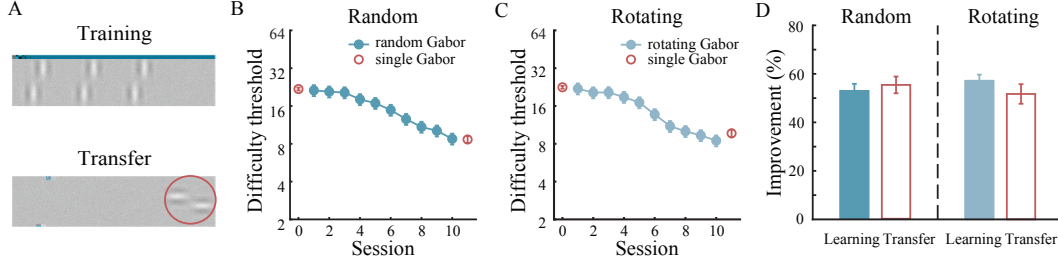 A
Training
Transfer
B
Random
random Gabor
single Gabor
Difficulty threshold
64
32
16
8
4
2
0 2 4 6 8 10
Session
C
Rotating
rotating Gabor
single Gabor
Difficulty threshold
64
32
16
8
4
2
0 2 4 6 8 10
Session
D
Random
Rotating
Improvement (%)
80
60
40
20
0
Learning Transfer
Learning Transfer